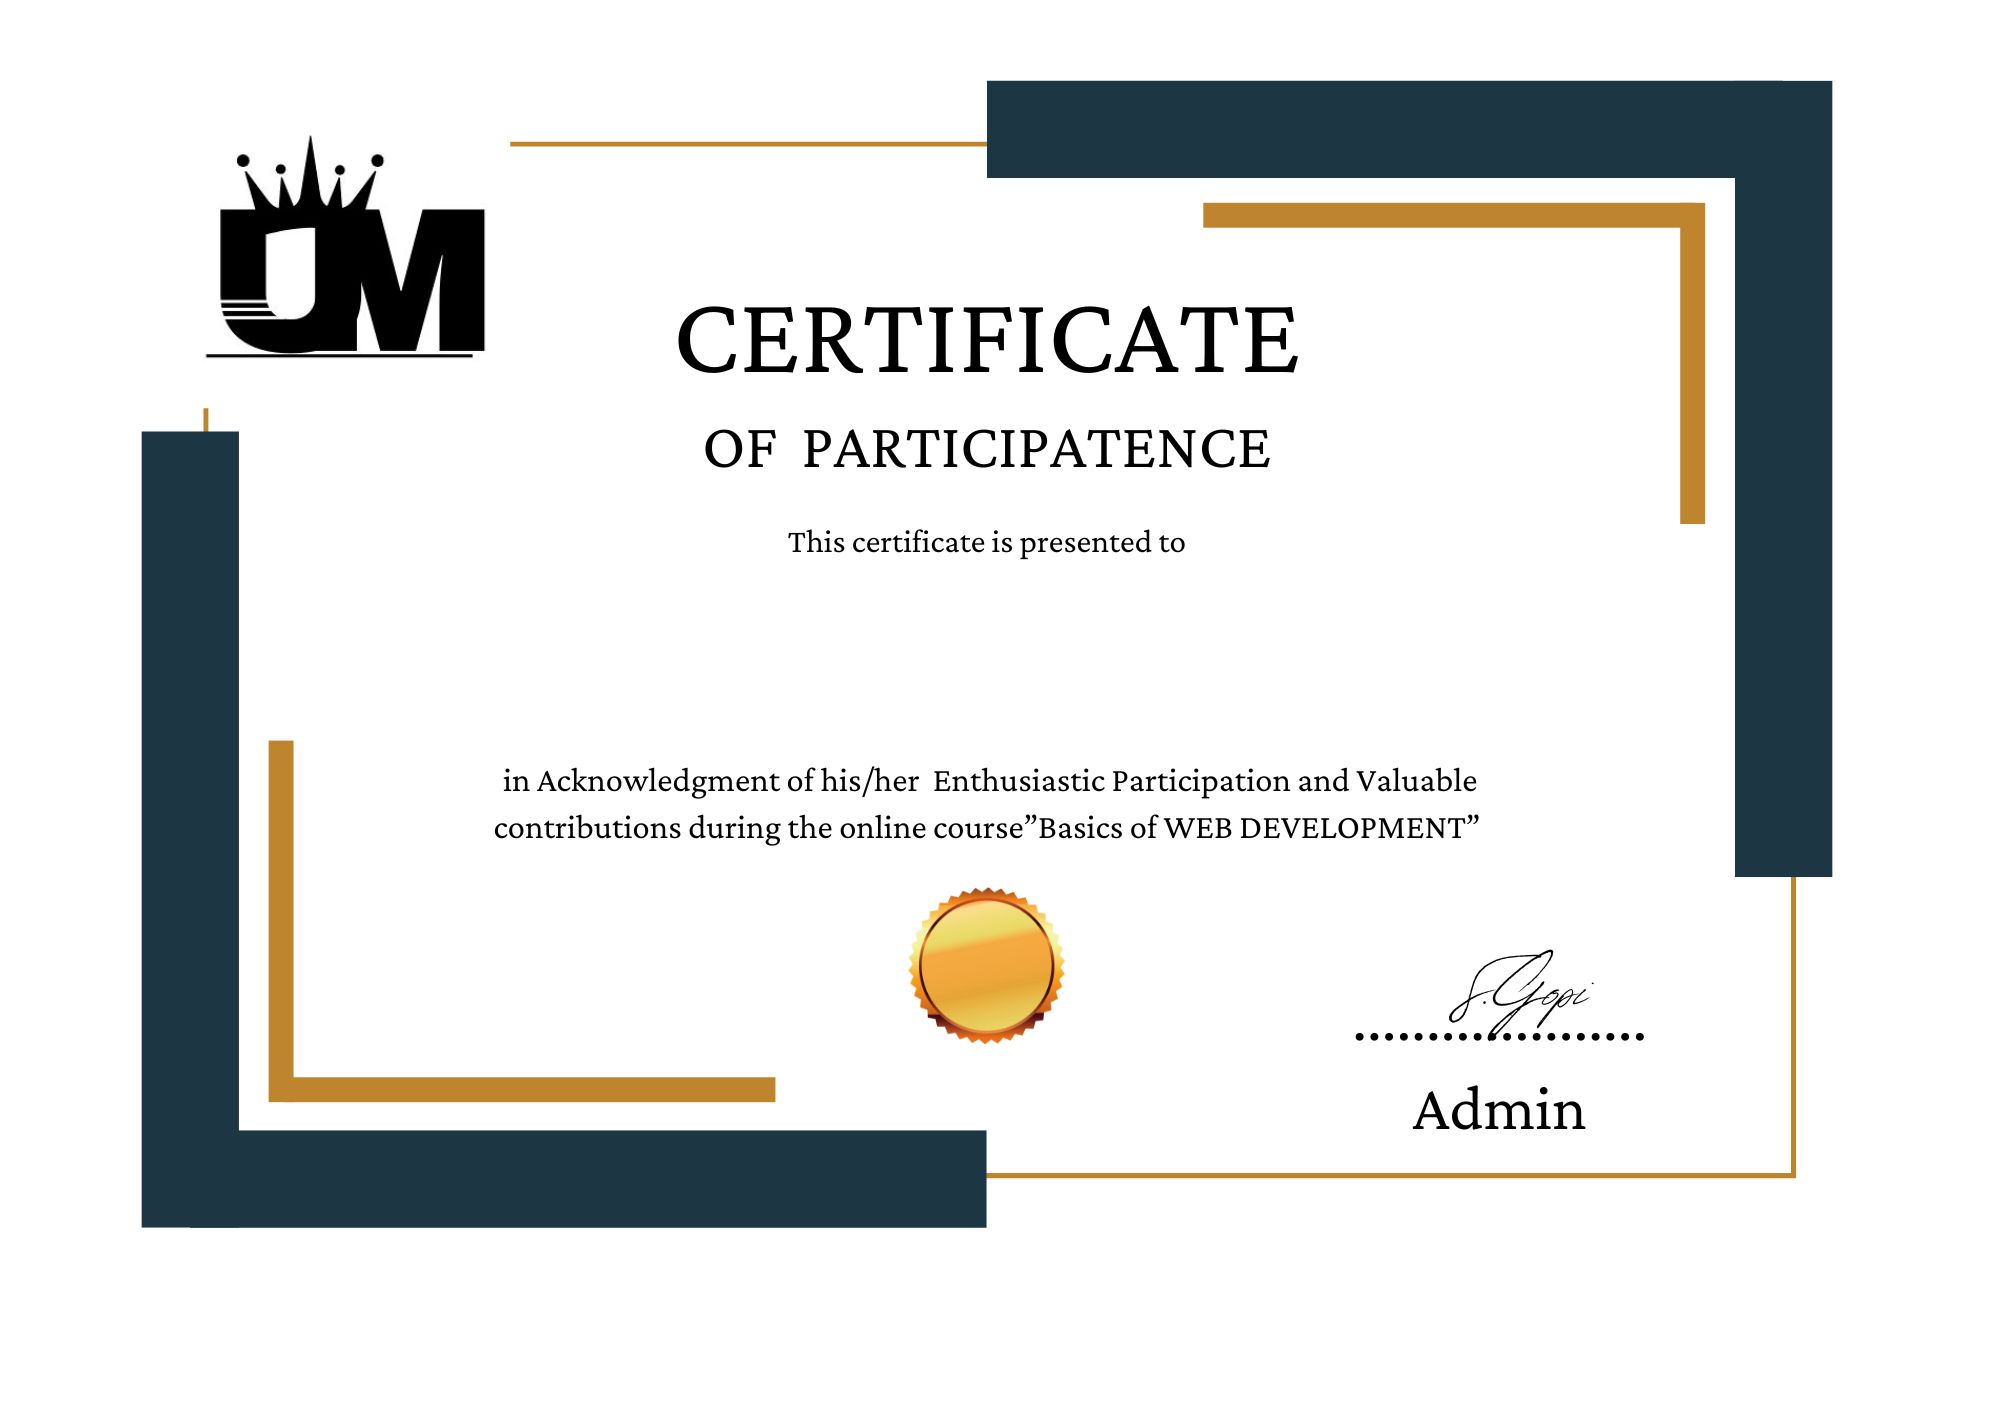 UM
CERTIFICATE
OF PARTICIPATENCE
This certificate is presented to
in Acknowledgment of his/her Enthusiastic Participation and Valuable
contributions during the online course”Basics of WEB DEVELOPMENT”
S.Gopi
Admin